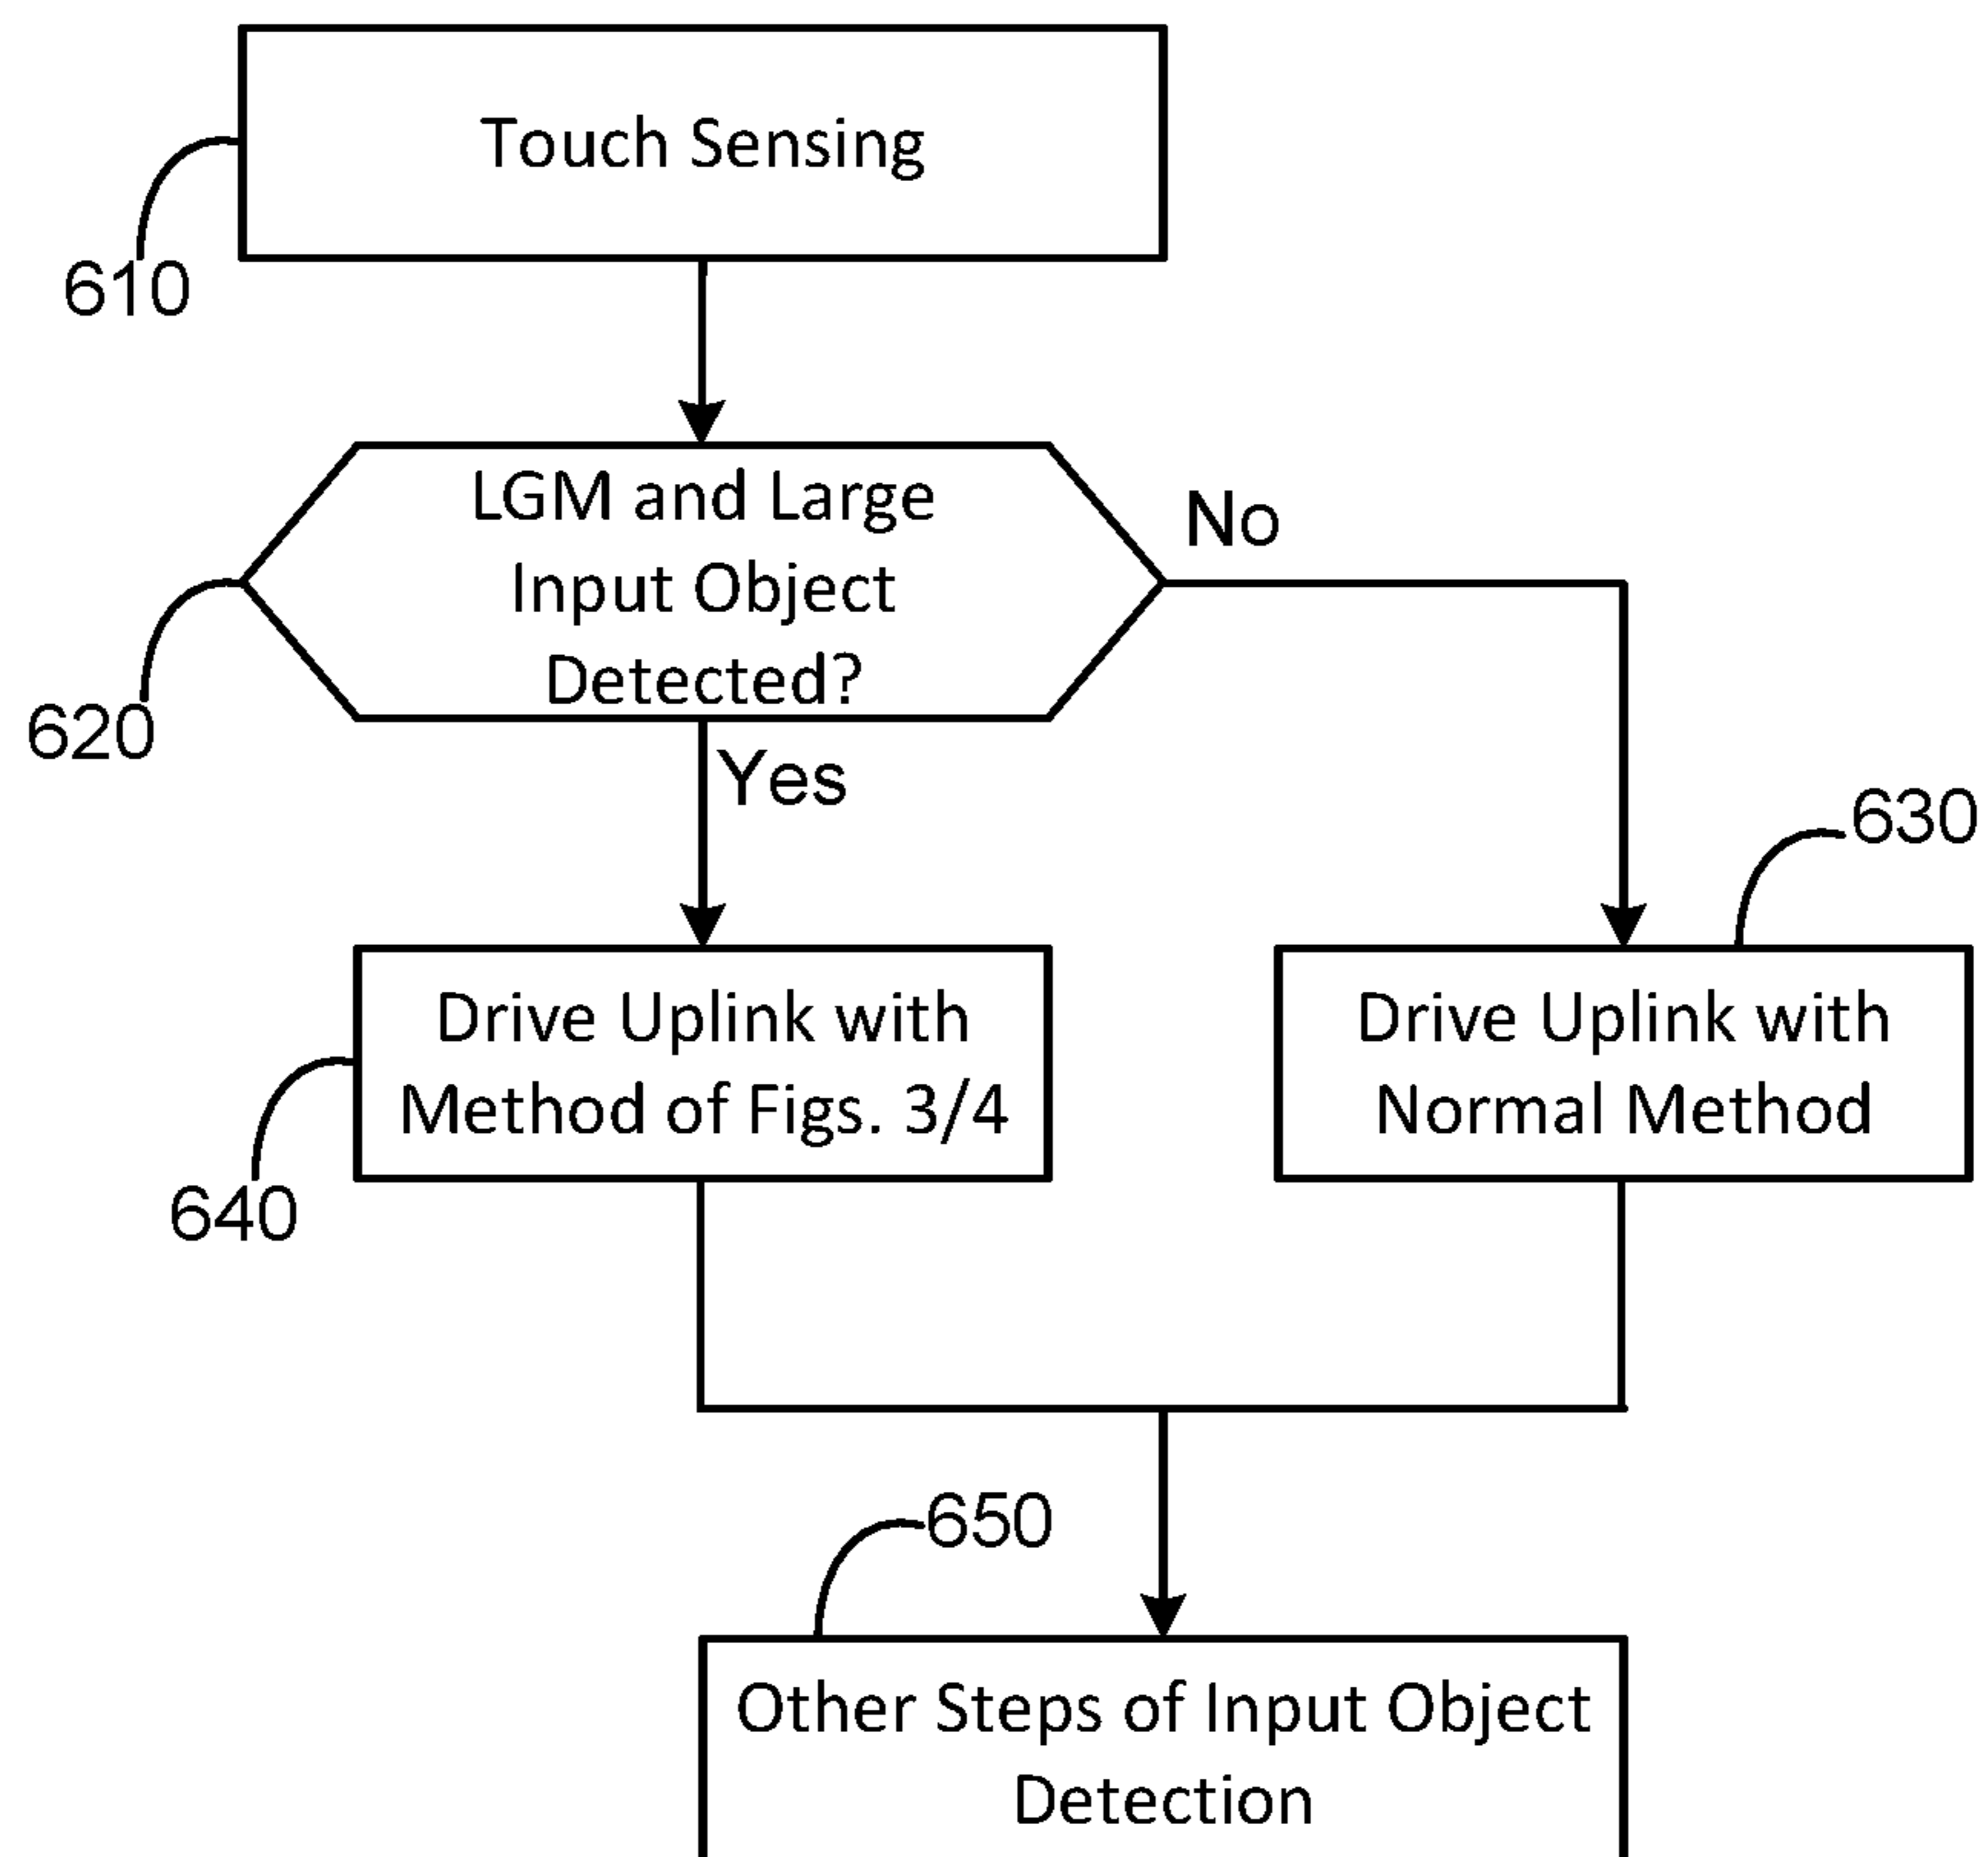 Touch Sensing
610
LGM and Large
Input Object
Detected?
No
620
Yes
630
Drive Uplink with
Method of Figs. 3/4
Drive Uplink with
Normal Method
640
650
Other Steps of Input Object
Detection